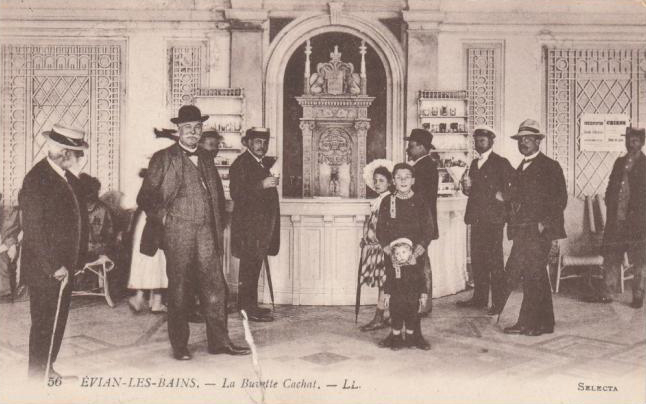 56 ÉVIAN-LES-BAINS. — La Buvette Cachat. — LL.
SELECTA